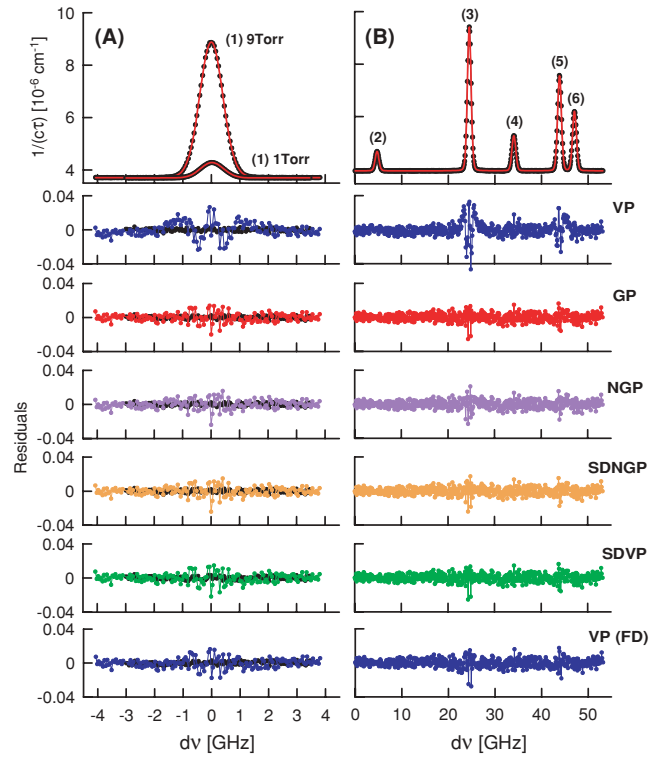 (A)
(B)
1/(cτ) [10⁻⁶ cm⁻¹]
10
8
6
4
(1) 9Torr
(1) 1Torr
(2)
(3)
(4)
(5)
(6)
Residuals
0.04
0
-0.04
VP
0.04
0
-0.04
GP
0.04
0
-0.04
NGP
0.04
0
-0.04
SDNGP
0.04
0
-0.04
SDVP
0.04
0
-0.04
VP (FD)
-4 -3 -2 -1 0 1 2 3 4
0 10 20 30 40 50
dν [GHz]
dν [GHz]